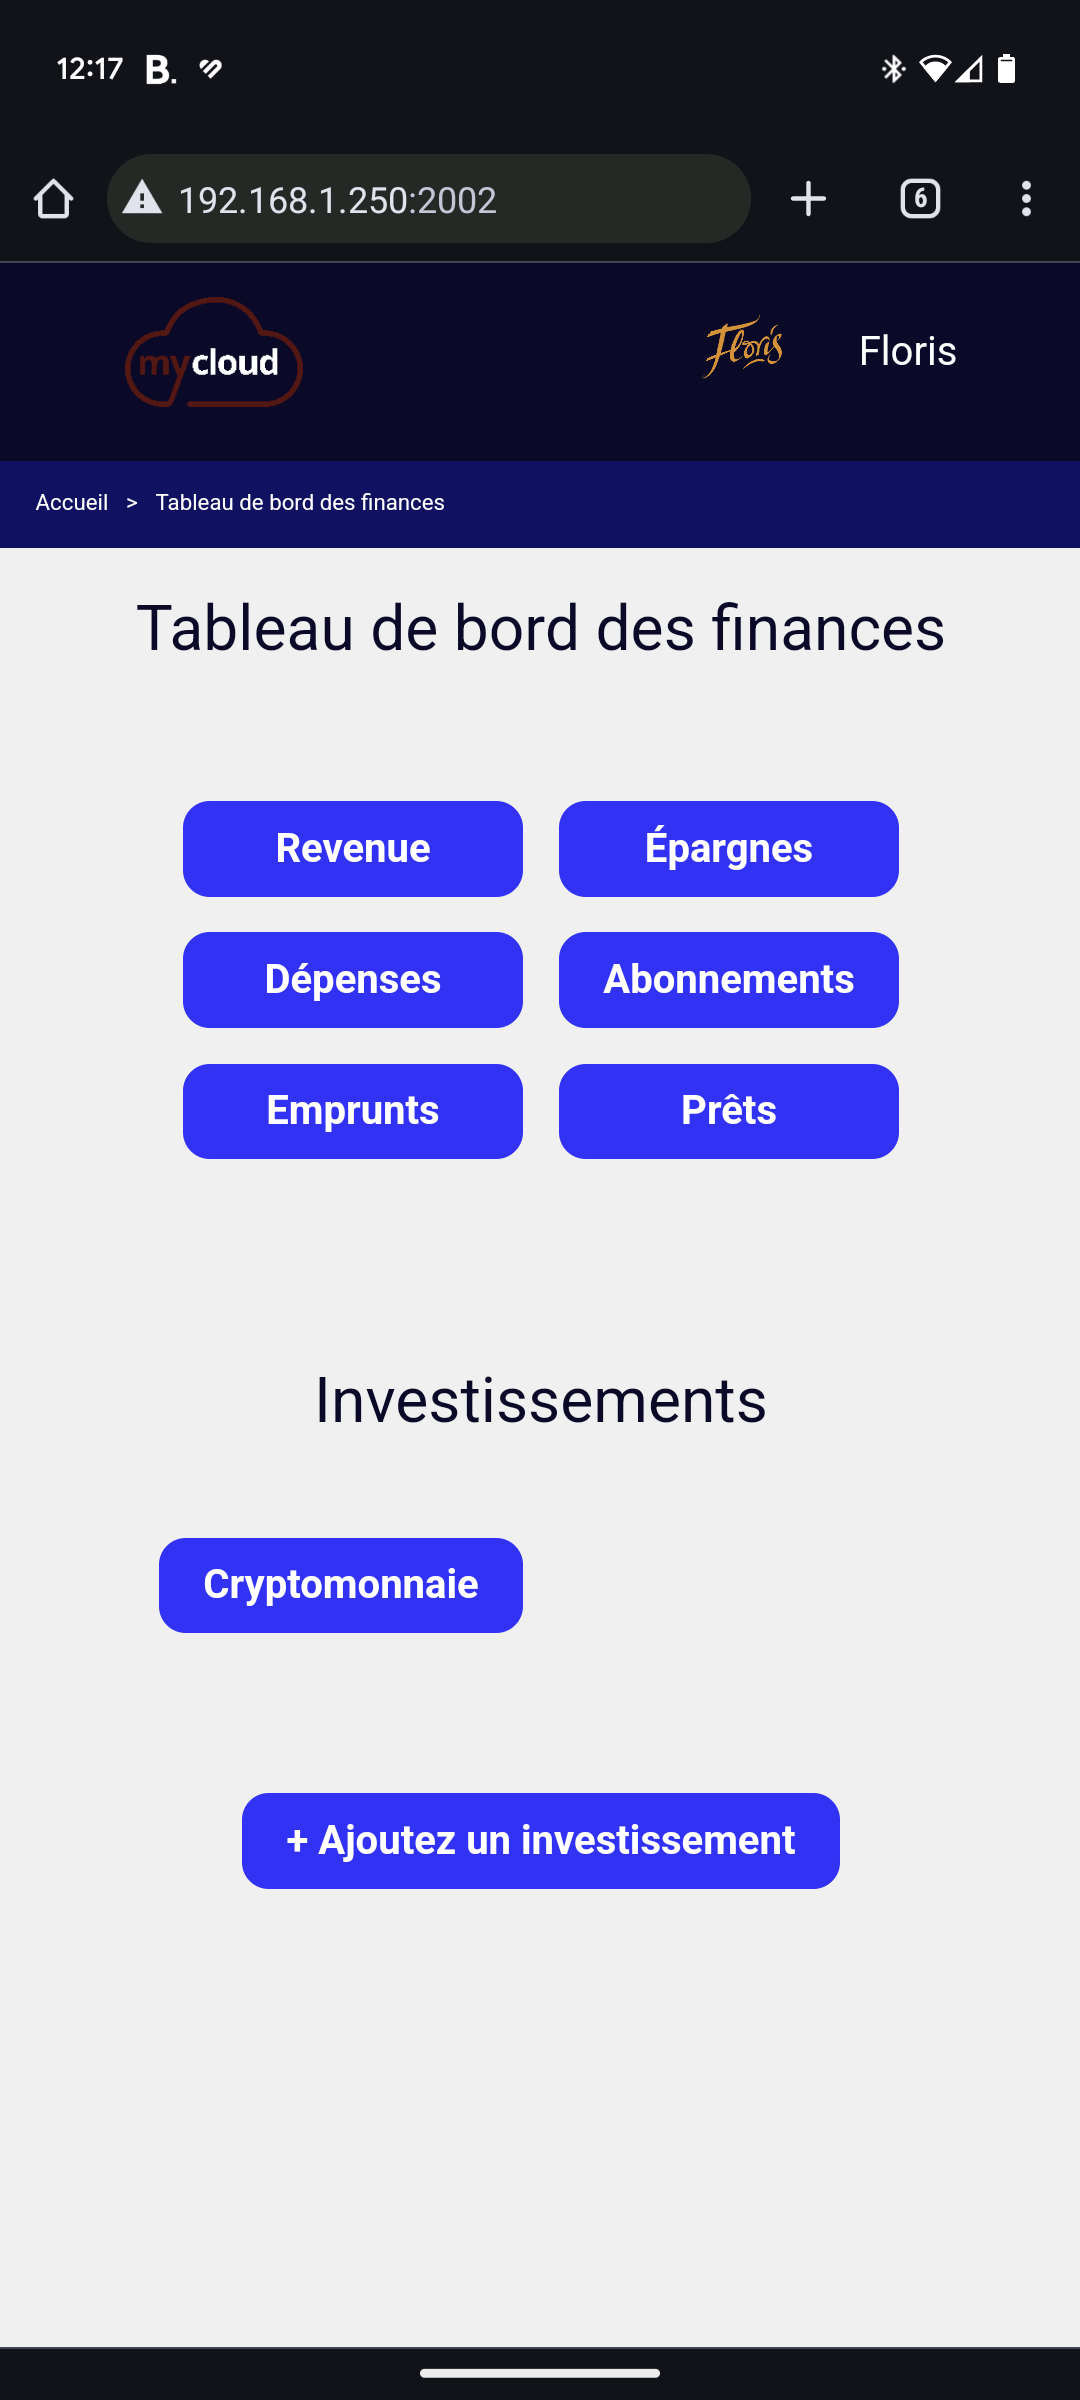 12:17 B.
192.168.1.250:2002 6
mycloud Floris Floris
Accueil > Tableau de bord des finances
Tableau de bord des finances
Revenue Épargnes
Dépenses Abonnements
Emprunts Prêts
Investissements
Cryptomonnaie
+ Ajoutez un investissement